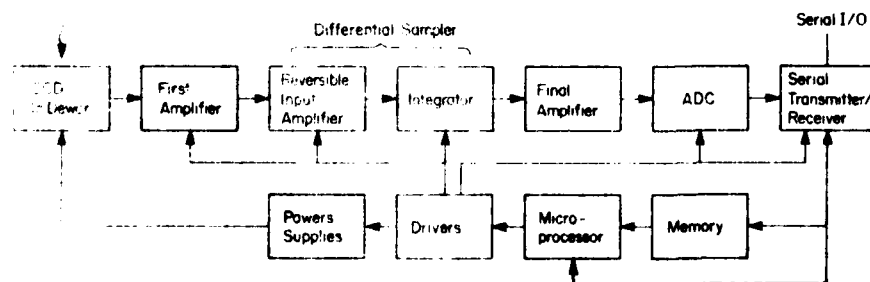 Differential Sampler
Serial I/O
Dewar
First
Amplifier
Reversible
Input
Amplifier
Integrator
Final
Amplifier
ADC
Serial
Transmitter/
Receiver
Powers
Supplies
Drivers
Micro-
processor
Memory